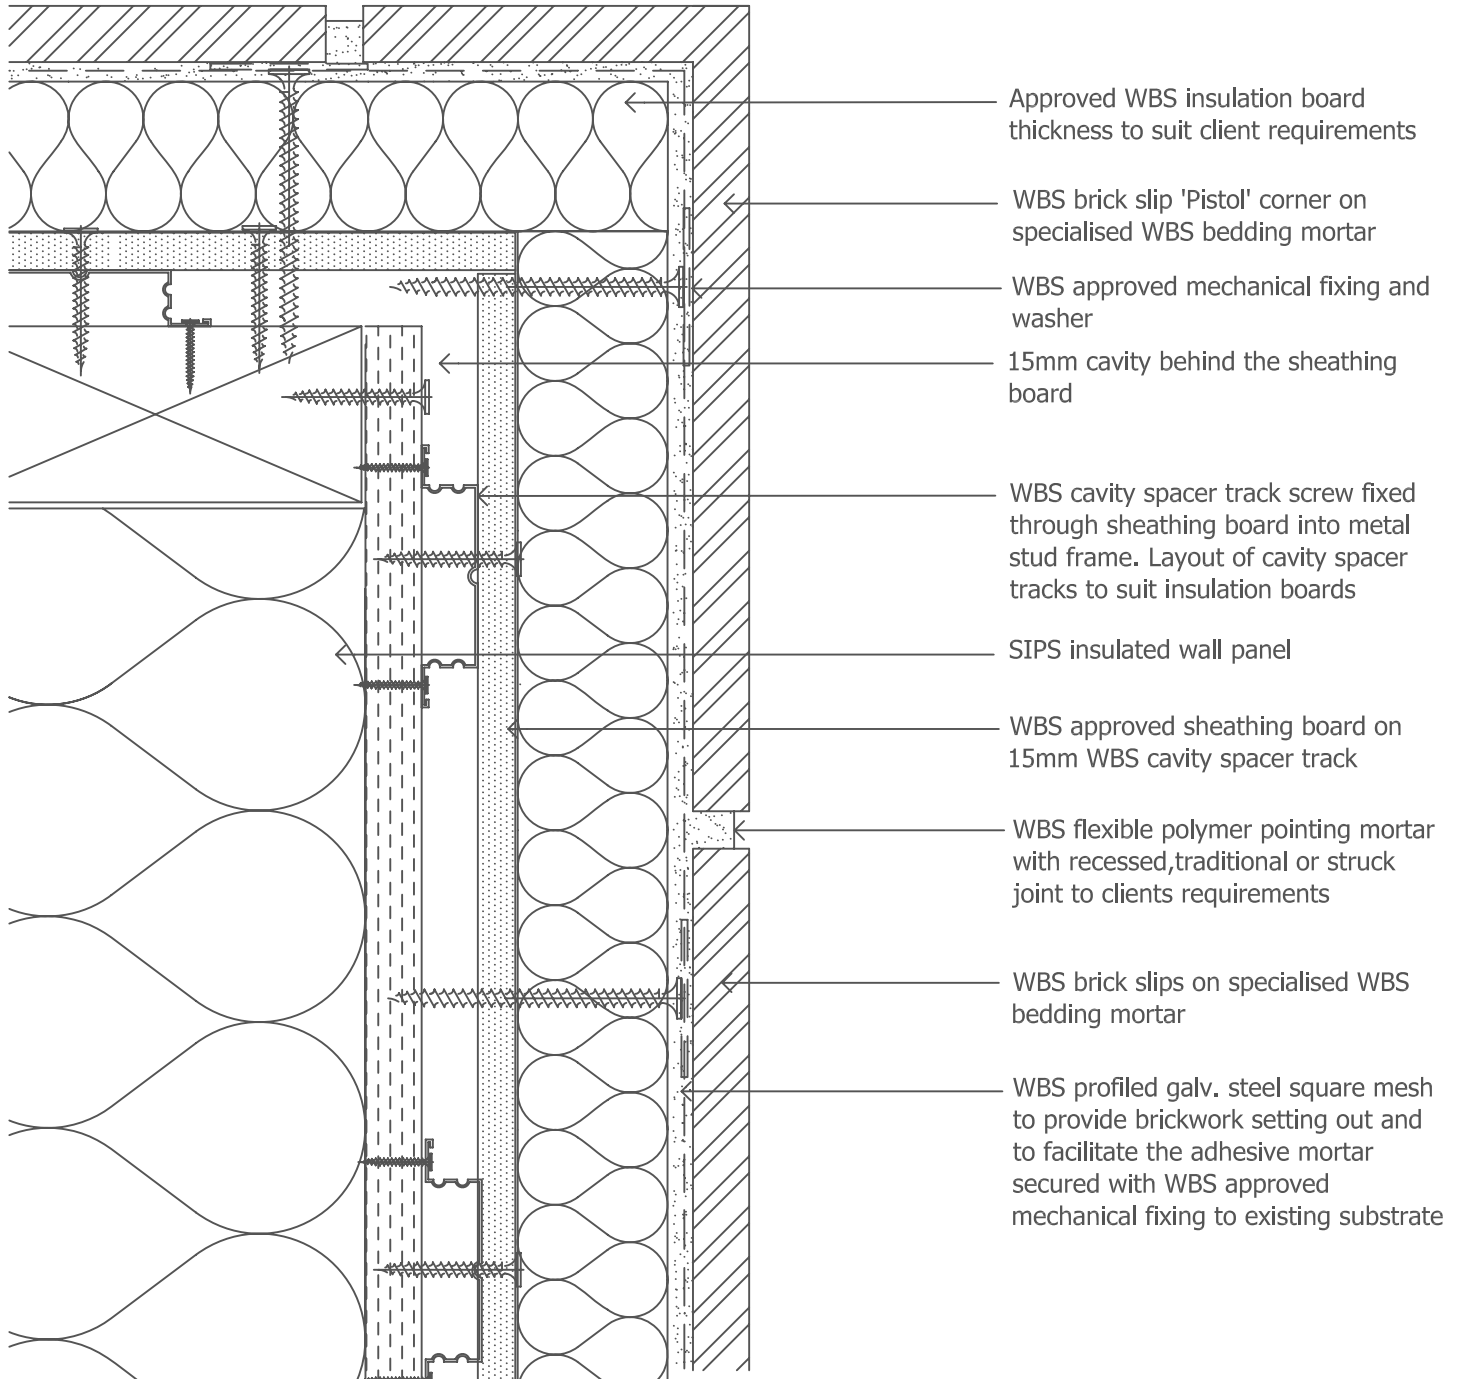 Approved WBS insulation board
thickness to suit client requirements
WBS brick slip 'Pistol' corner on
specialised WBS bedding mortar
WBS approved mechanical fixing and
washer
15mm cavity behind the sheathing
board
WBS cavity spacer track screw fixed
through sheathing board into metal
stud frame. Layout of cavity spacer
tracks to suit insulation boards
SIPS insulated wall panel
WBS approved sheathing board on
15mm WBS cavity spacer track
WBS flexible polymer pointing mortar
with recessed,traditional or struck
joint to clients requirements
WBS brick slips on specialised WBS
bedding mortar
WBS profiled galv. steel square mesh
to provide brickwork setting out and
to facilitate the adhesive mortar
secured with WBS approved
mechanical fixing to existing substrate